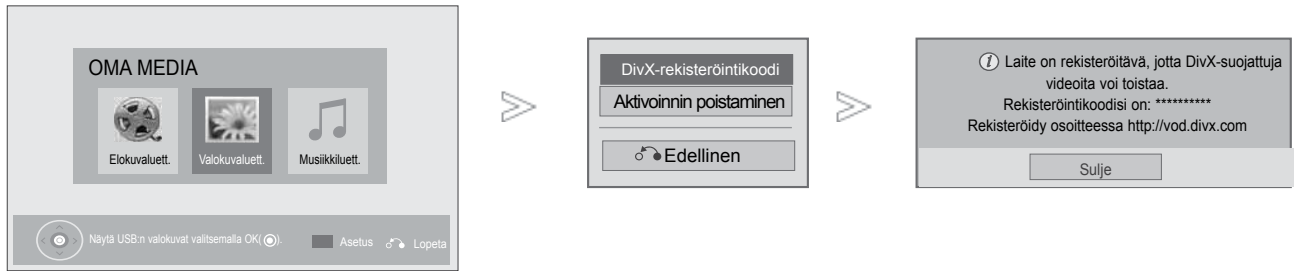 OMA MEDIA
Elokuvaluett.
Valokuvaluett.
Musiikkiluett.
Näytä USB:n valokuvat valitsemalla OK(◉).
Asetus
Lopeta
DivX-rekisteröintikoodi
Aktivoinnin poistaminen
Edellinen
Laite on rekisteröitävä, jotta DivX-suojattuja
videoita voi toistaa.
Rekisteröintikoodisi on: **********
Rekisteröidy osoitteessa http://vod.divx.com
Sulje